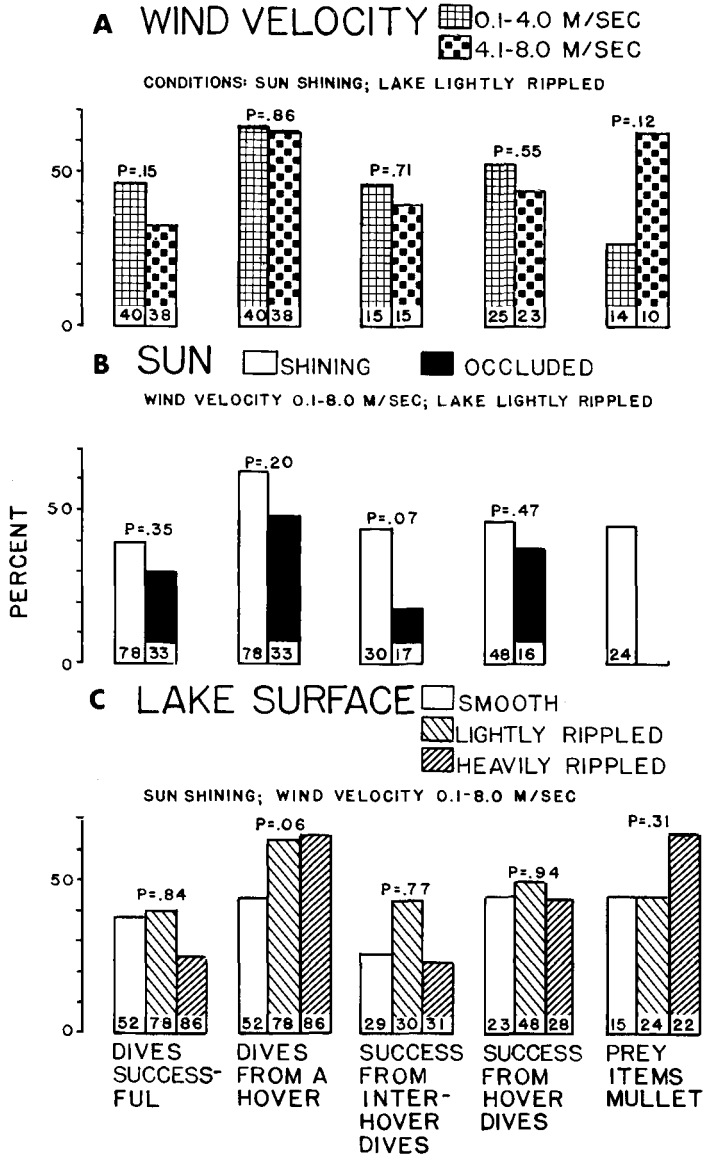 A WIND VELOCITY 0.1-4.0 M/SEC
4.1-8.0 M/SEC
CONDITIONS: SUN SHINING; LAKE LIGHTLY RIPPLED
P=.15 P=.86 P=.71 P=.55 P=.12
50
0
40 38 40 38 15 15 25 23 14 10
B SUN SHINING OCCLUDED
WIND VELOCITY 0.1-8.0 M/SEC; LAKE LIGHTLY RIPPLED
PERCENT
P=.35 P=.20 P=.07 P=.47
50
0
78 33 78 33 30 17 48 16 24
C LAKE SURFACE SMOOTH
LIGHTLY RIPPLED
HEAVILY RIPPLED
SUN SHINING; WIND VELOCITY 0.1-8.0 M/SEC
P=.84 P=.06 P=.77 P=.94 P=.31
50
0
52 78 86 52 78 86 29 30 31 23 48 28 15 24 22
DIVES
SUCCESS-
FUL
DIVES
FROM A
HOVER
SUCCESS
FROM
INTER-
HOVER
DIVES
SUCCESS
FROM
HOVER
DIVES
PREY
ITEMS
MULLET